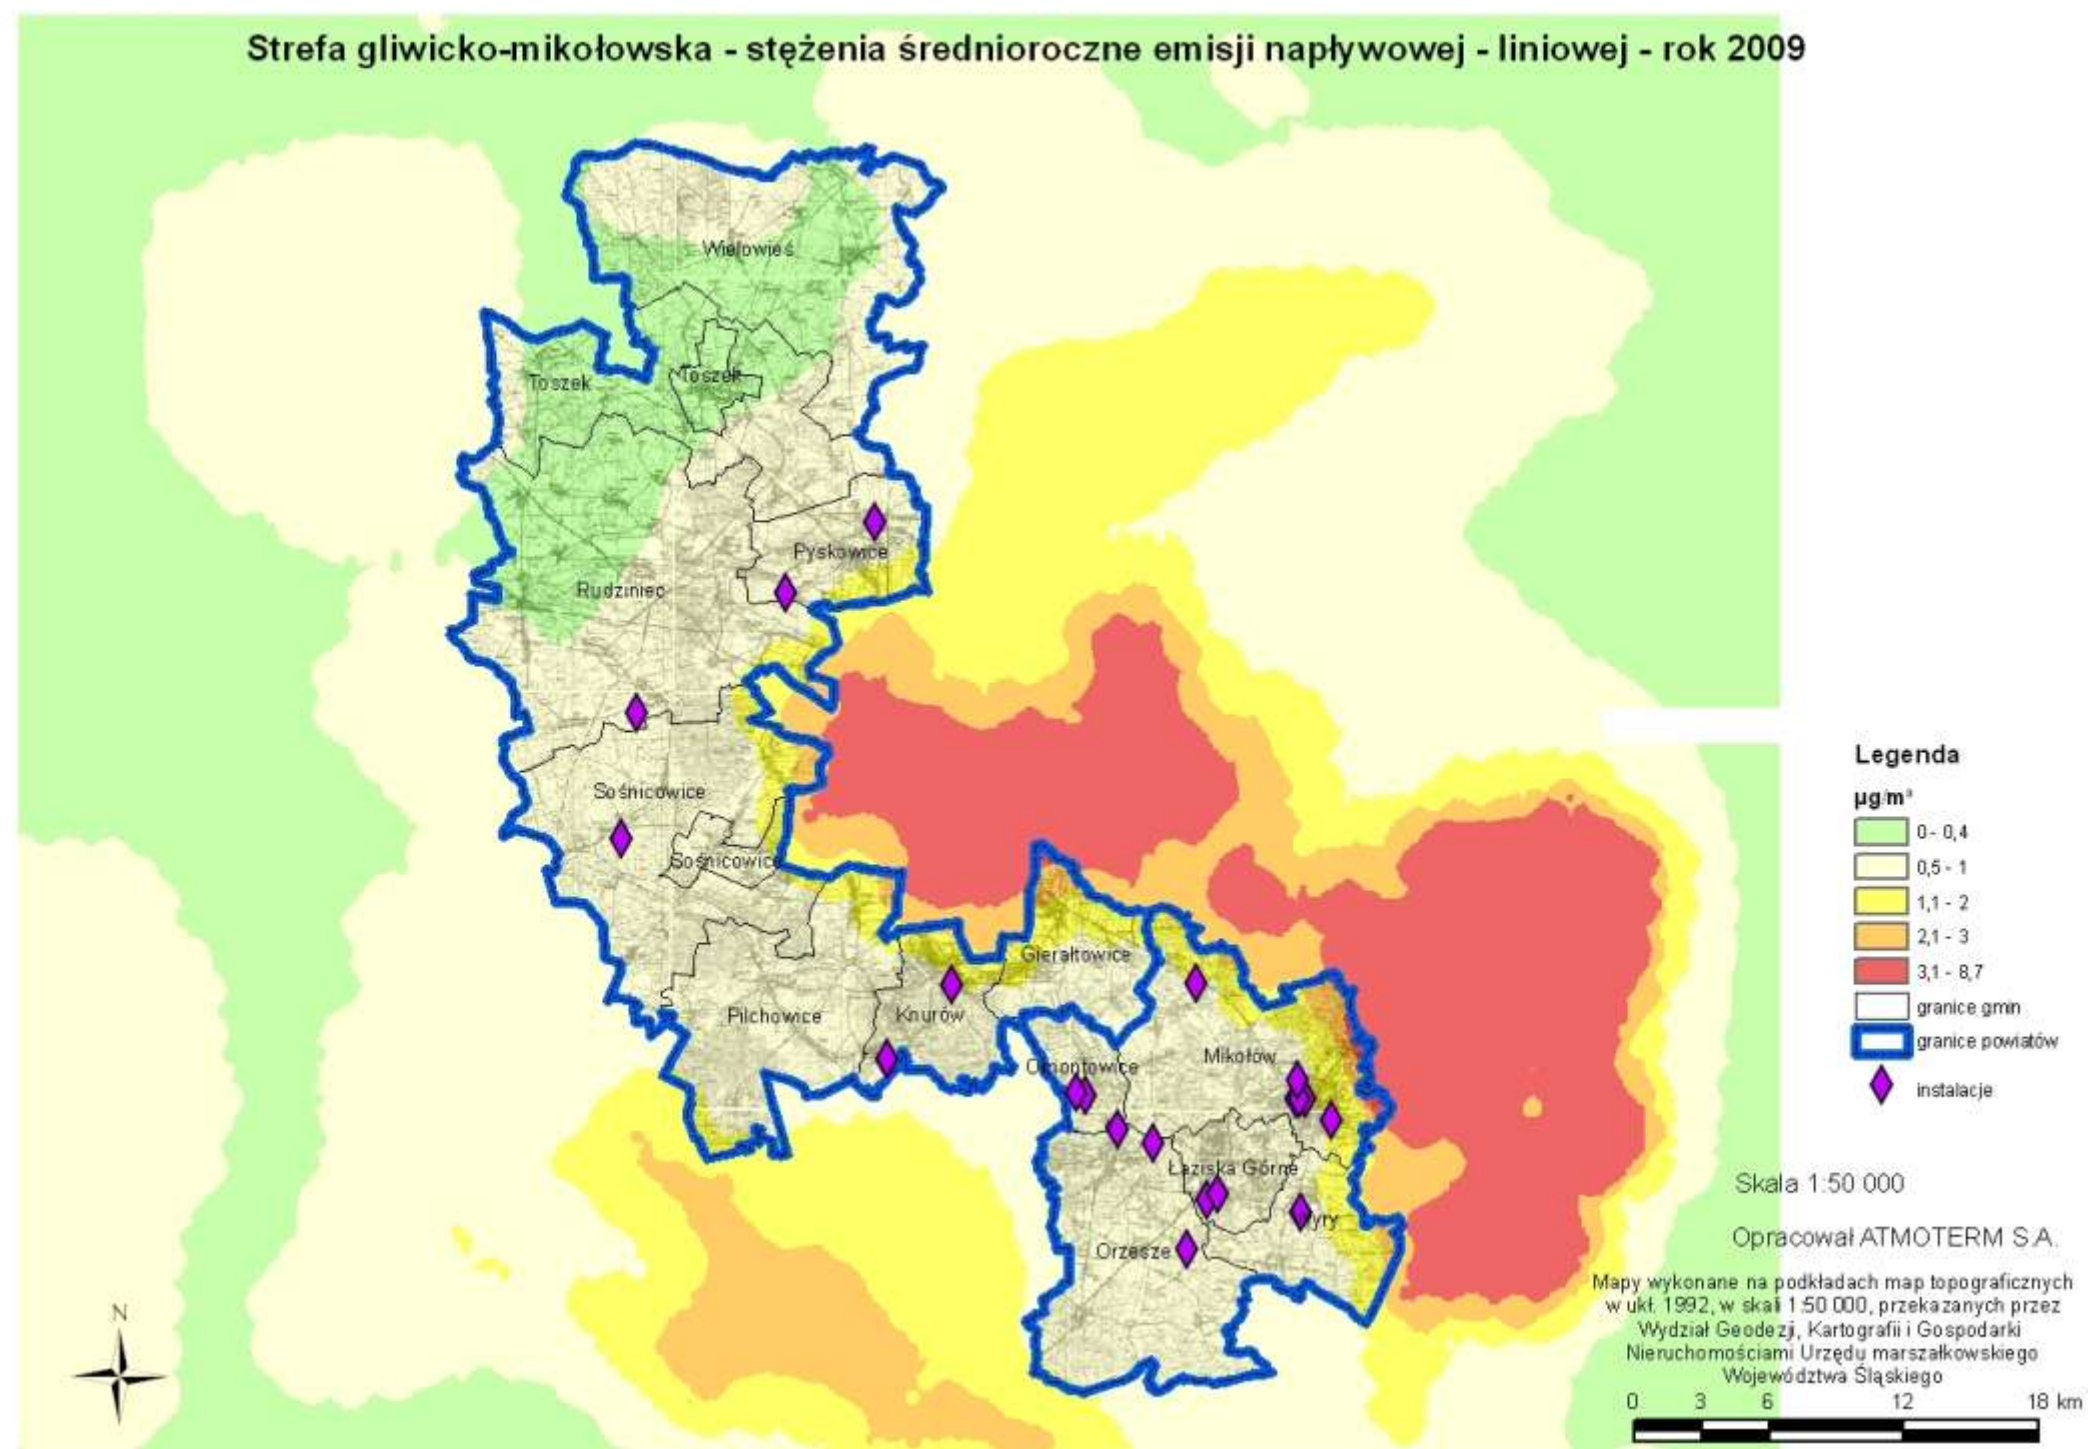 Strefa gliwicko-mikołowska - stężenia średnioroczne emisji napływowej - liniowej - rok 2009
Wielowieś
Toszek
Toszek
Pyskowice
Rudziniec
Sośnicowice
Sośnicowice
Gierałtowice
Pilchowice
Knurów
Mikołów
Ornontowice
Łaziska Górne
yry
Orzesze
N
Legenda
µg/m³
0 - 0,4
0,5 - 1
1,1 - 2
2,1 - 3
3,1 - 8,7
granice gmin
granice powiatów
instalacje
Skala 1:50 000
Opracował ATMOTERM S.A.
Mapy wykonane na podkładach map topograficznych
w ukł. 1992, w skali 1:50 000, przekazanych przez
Wydział Geodezji, Kartografii i Gospodarki
Nieruchomościami Urzędu marszałkowskiego
Województwa Śląskiego
0 3 6 12 18 km